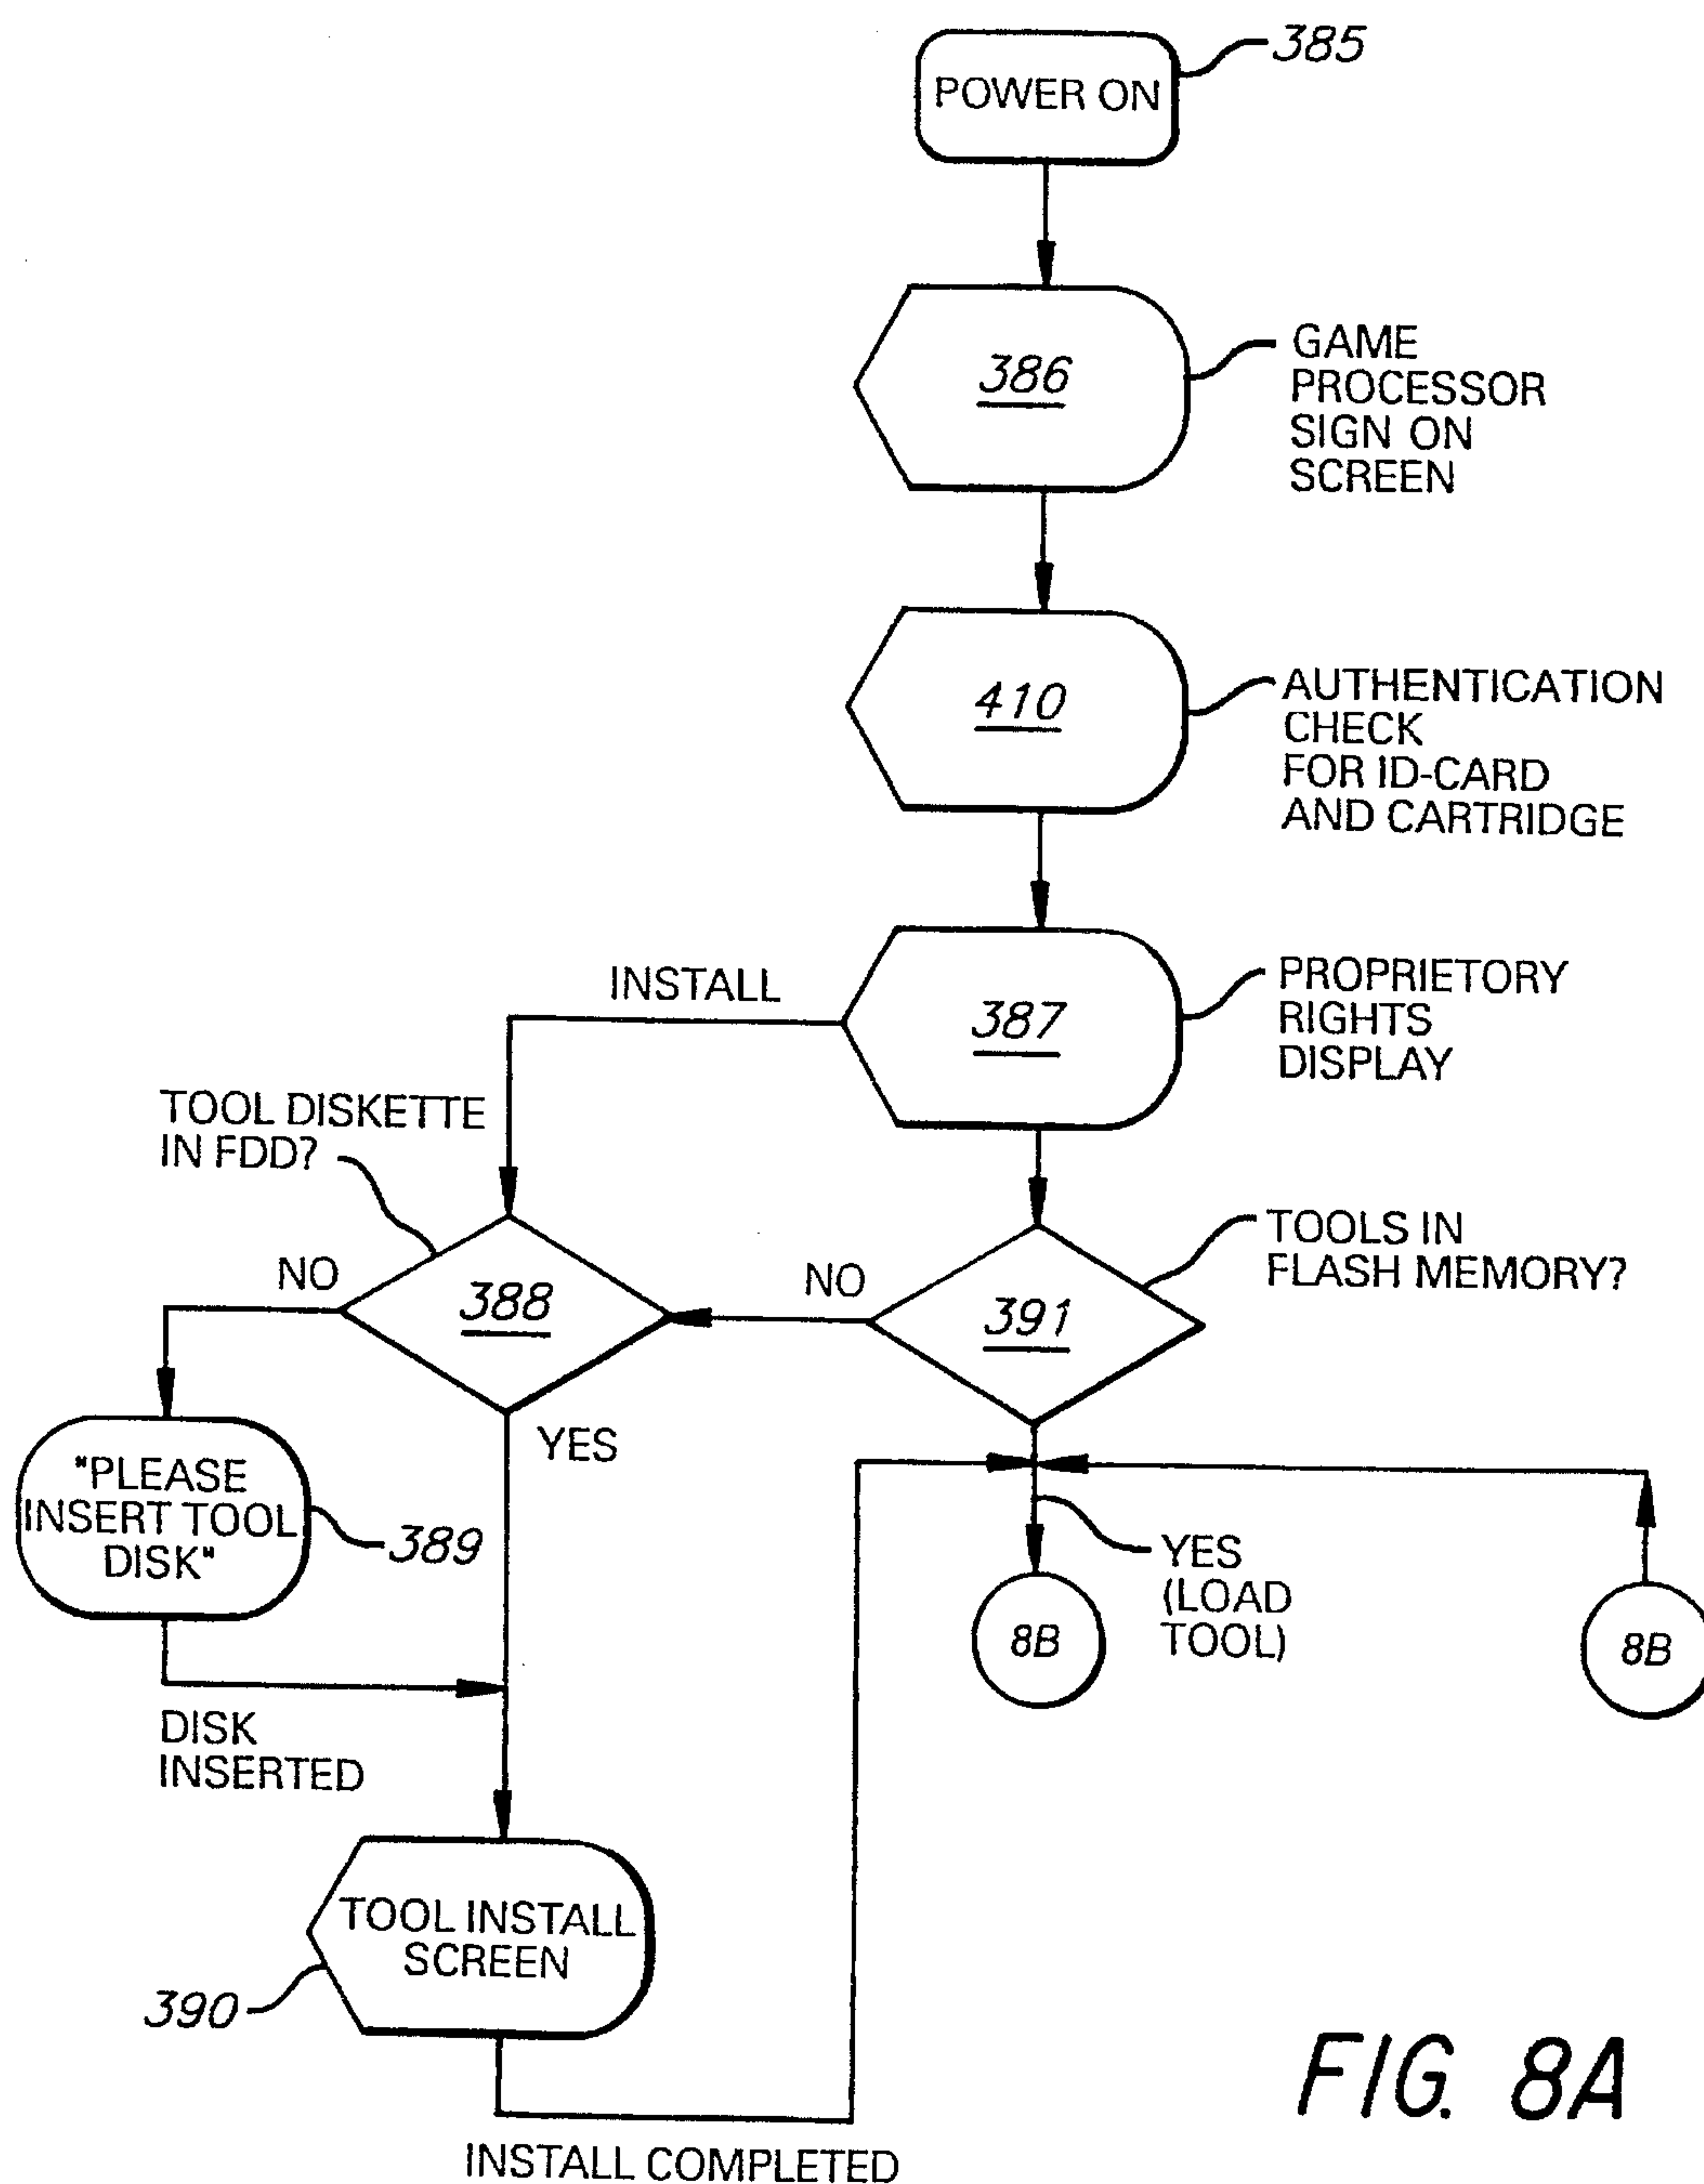 385
POWER ON
386
GAME
PROCESSOR
SIGN ON
SCREEN
410
AUTHENTICATION
CHECK
FOR ID-CARD
AND CARTRIDGE
INSTALL
387
PROPRIETORY
RIGHTS
DISPLAY
TOOL DISKETTE
IN FDD?
NO
388
NO
391
TOOLS IN
FLASH MEMORY?
YES
"PLEASE
INSERT TOOL
DISK"
389
YES
(LOAD
TOOL)
8B
8B
DISK
INSERTED
TOOL INSTALL
SCREEN
390
INSTALL COMPLETED
FIG. 8A